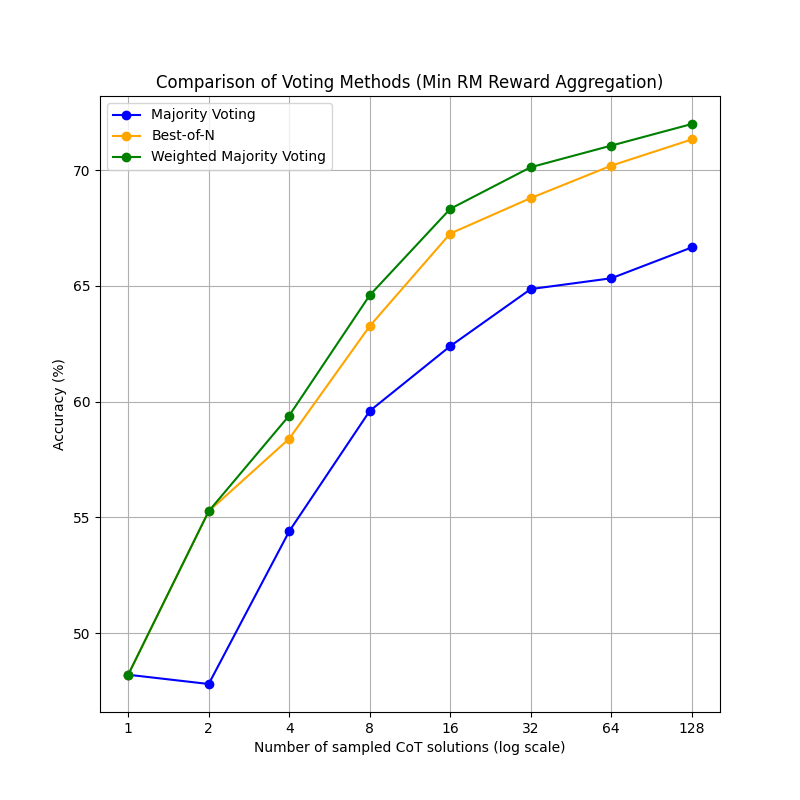 Comparison of Voting Methods (Min RM Reward Aggregation)
Majority Voting
Best-of-N
Weighted Majority Voting
70
65
60
55
50
Accuracy (%)
1 2 4 8 16 32 64 128
Number of sampled CoT solutions (log scale)